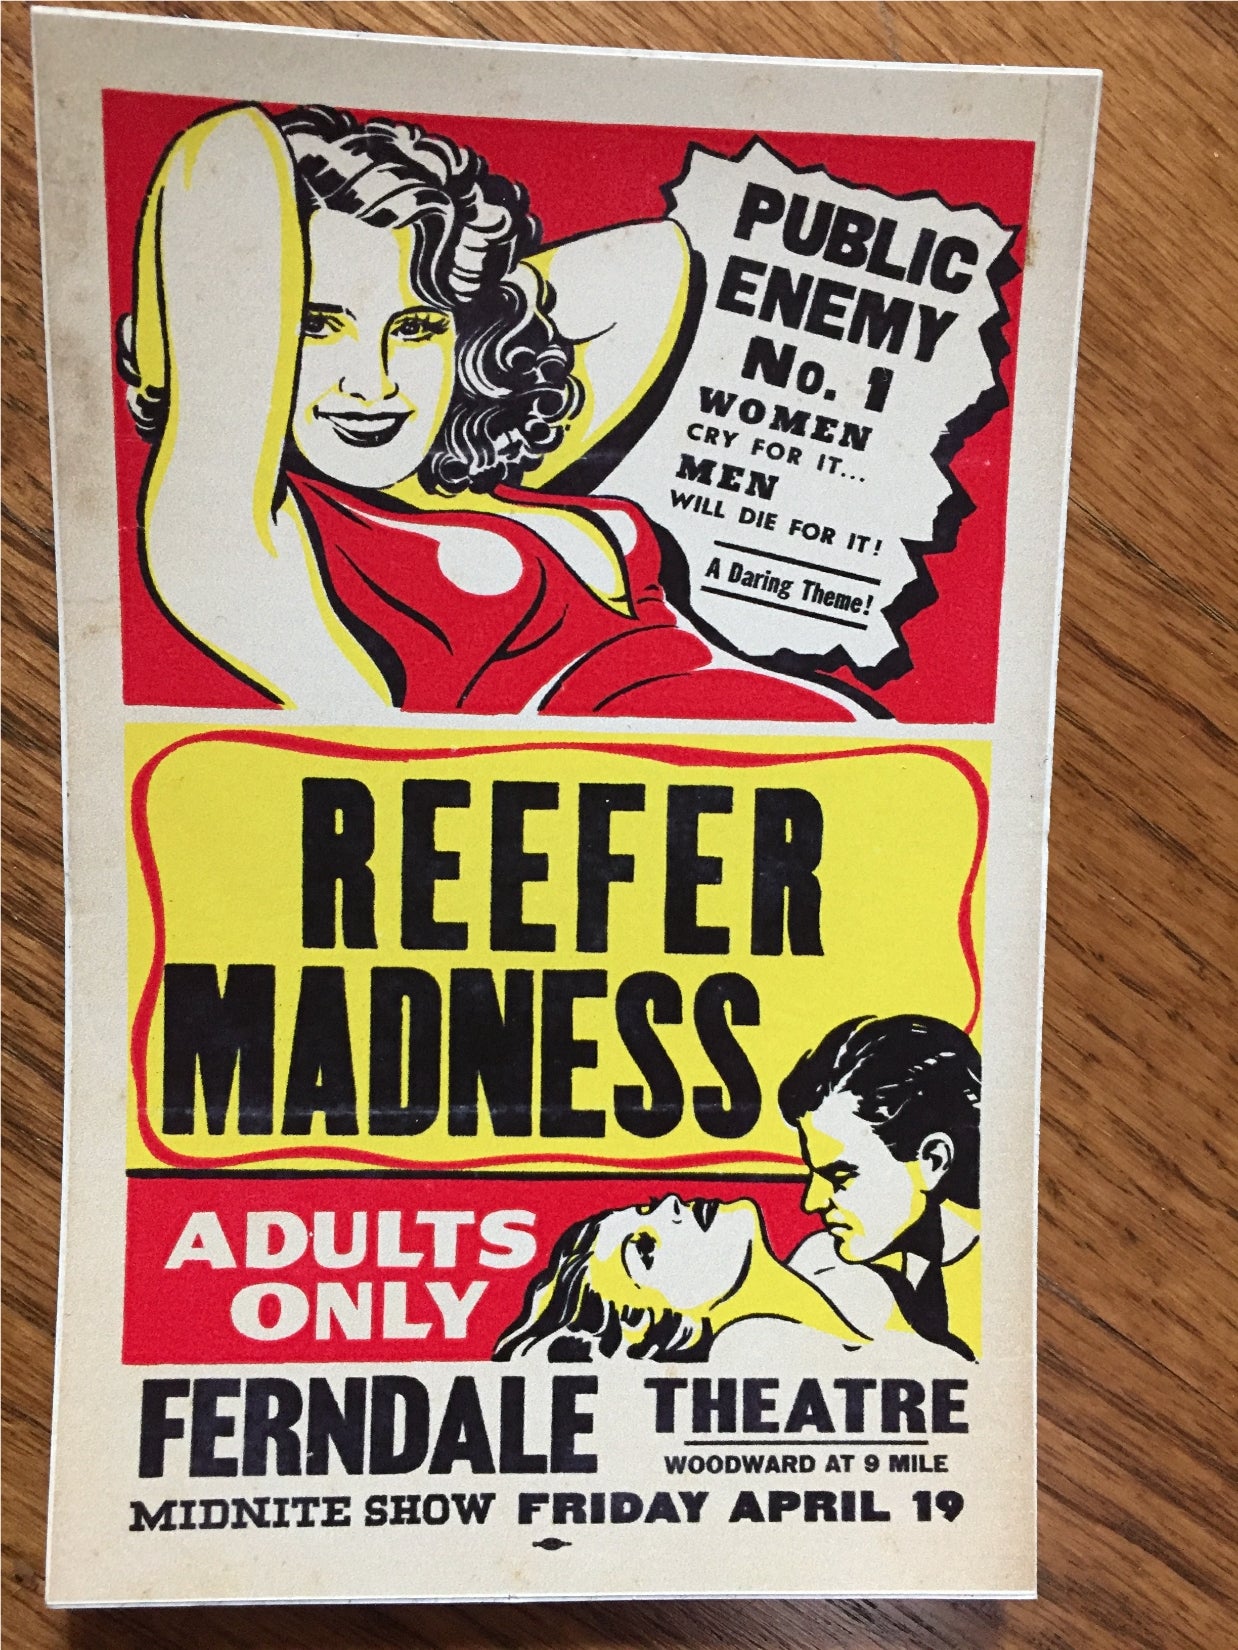 PUBLIC
ENEMY
No. 1
WOMEN
CRY FOR IT...
MEN
WILL DIE FOR IT!
A Daring Theme!
REEFER
MADNESS
ADULTS
ONLY
FERNDALE THEATRE
WOODWARD AT 9 MILE
MIDNITE SHOW FRIDAY APRIL 19